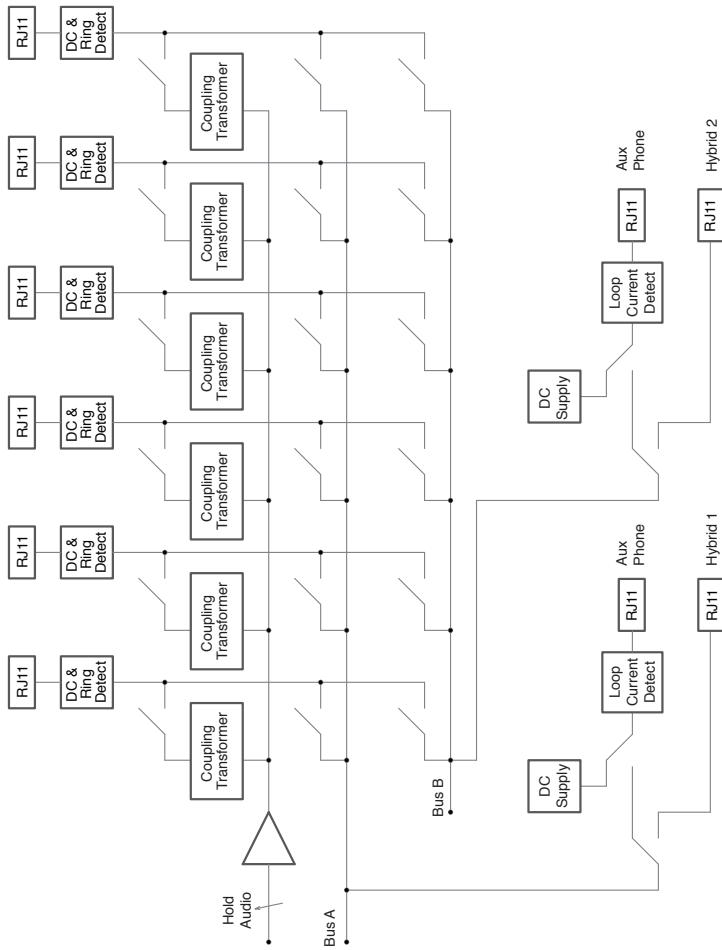 RJ11
RJ11
RJ11
RJ11
RJ11
RJ11
DC &
Ring
Detect
DC &
Ring
Detect
DC &
Ring
Detect
DC &
Ring
Detect
DC &
Ring
Detect
DC &
Ring
Detect
Coupling
Transformer
Coupling
Transformer
Coupling
Transformer
Coupling
Transformer
Coupling
Transformer
Coupling
Transformer
Hold
Audio
Bus A
Bus B
DC
Supply
Loop
Current
Detect
RJ11
Aux
Phone
RJ11
Hybrid 1
DC
Supply
Loop
Current
Detect
RJ11
Aux
Phone
RJ11
Hybrid 2